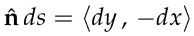 n̂ ds = ⟨dy , −dx⟩